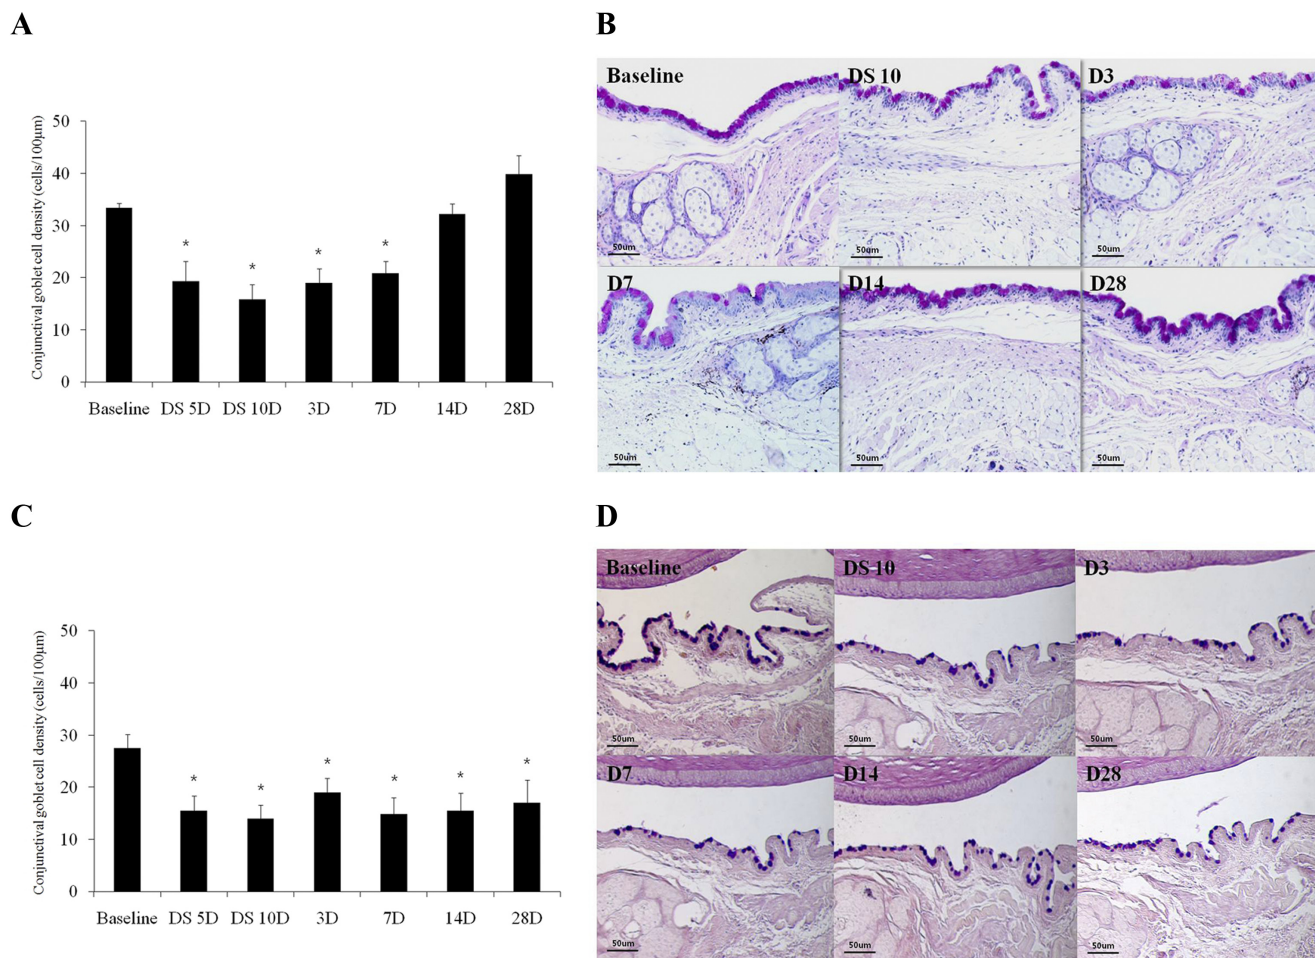 A
Conjunctival goblet cell density (cells/100μm)
50
40
30
20
10
0
*
*
*
*
Baseline DS 5D DS 10D 3D 7D 14D 28D
B
Baseline DS 10 D3
50um 50um 50um
D7 D14 D28
50um 50um 50um
C
Conjunctival goblet cell density (cells/100μm)
50
40
30
20
10
0
*
*
*
*
*
*
Baseline DS 5D DS 10D 3D 7D 14D 28D
D
Baseline DS 10 D3
50um 50um 50um
D7 D14 D28
50um 50um 50um